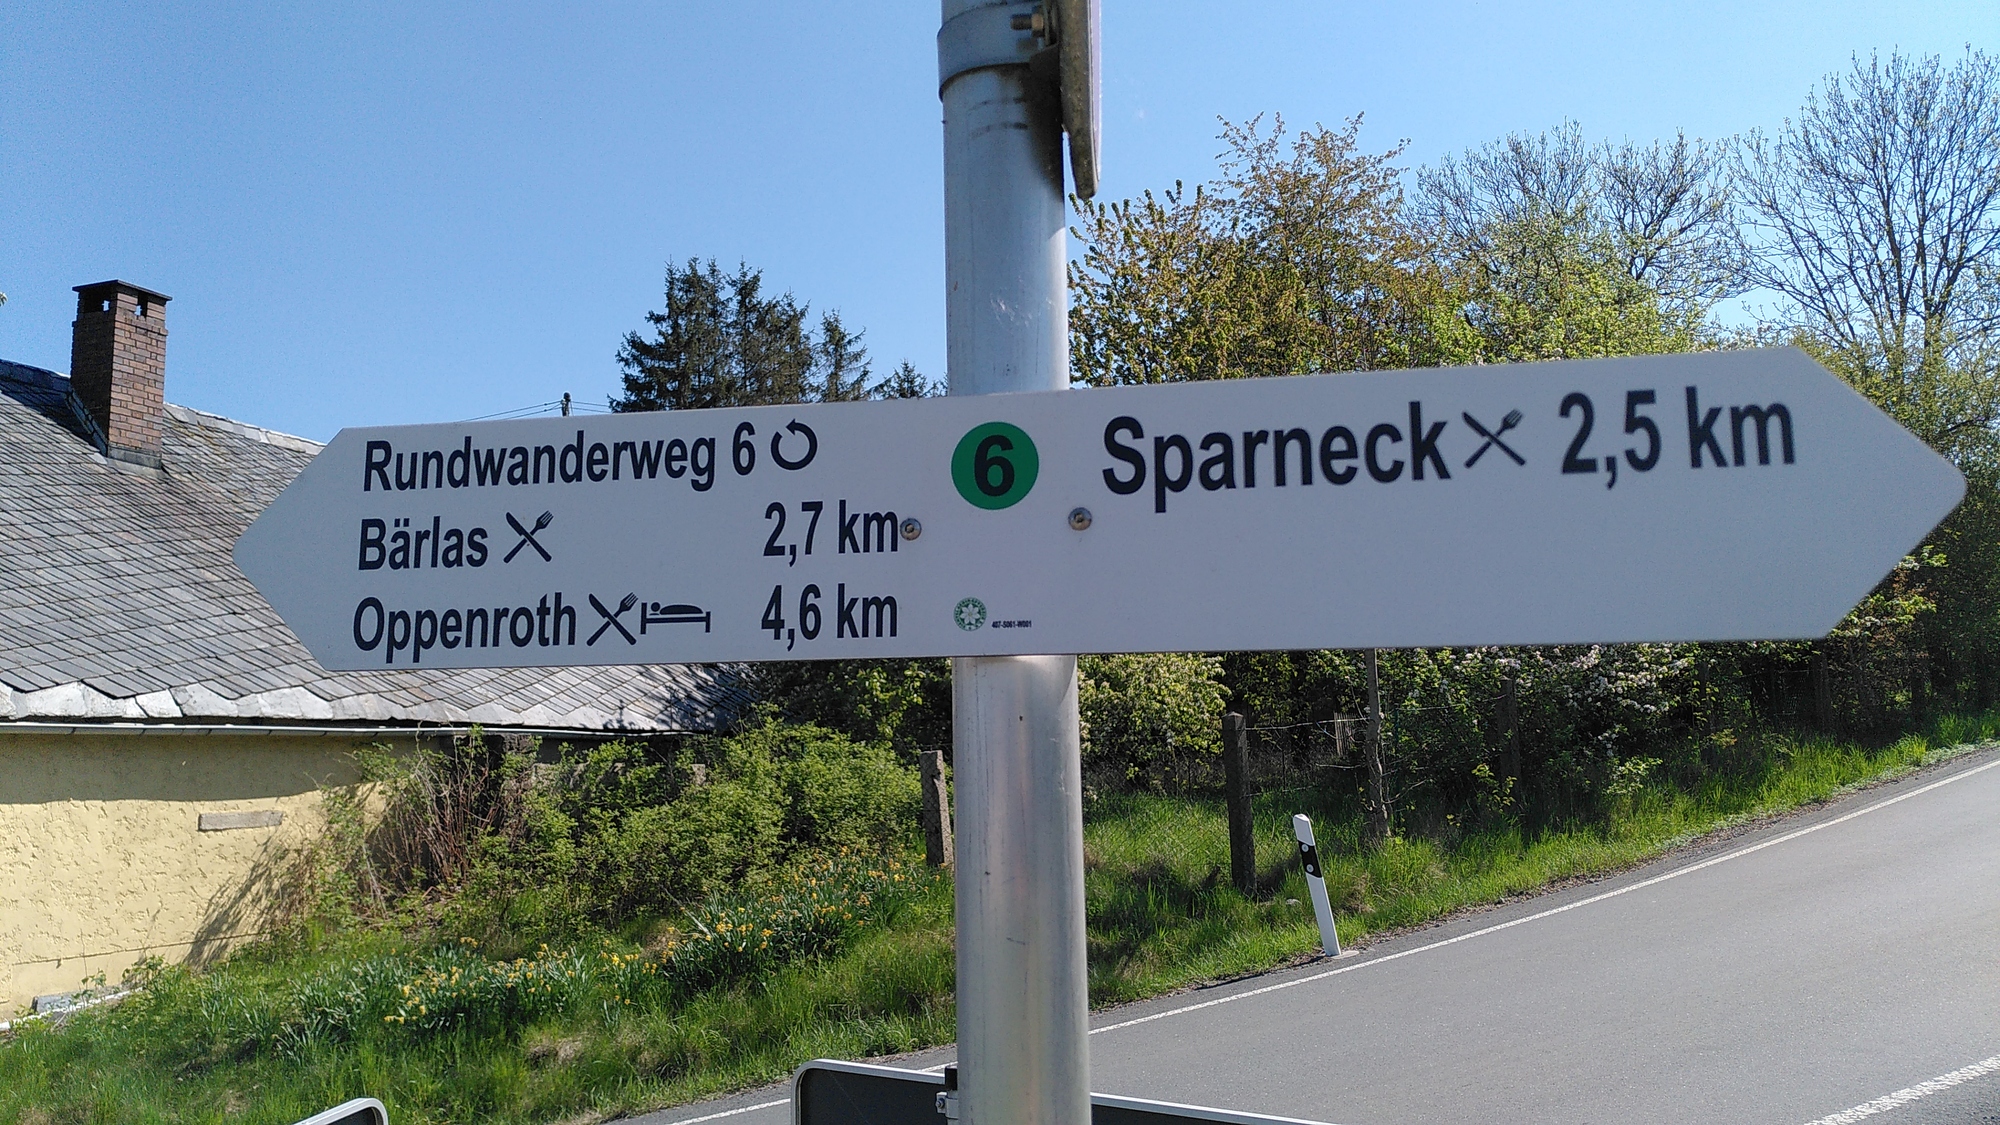 Rundwanderweg 6
Bärlas 2,7 km
Oppenroth 4,6 km
6
Sparneck 2,5 km